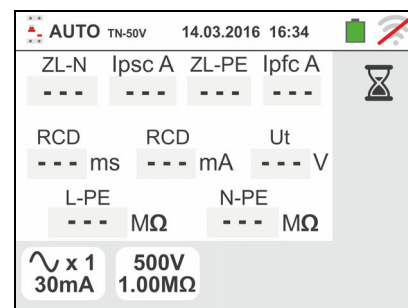 AUTO TN-50V 14.03.2016 16:34
ZL-N Ipsc A ZL-PE Ipfc A
--- --- --- ---
RCD RCD Ut
--- ms --- mA --- V
L-PE N-PE
--- MΩ --- MΩ
x 1 500V
30mA 1.00MΩ